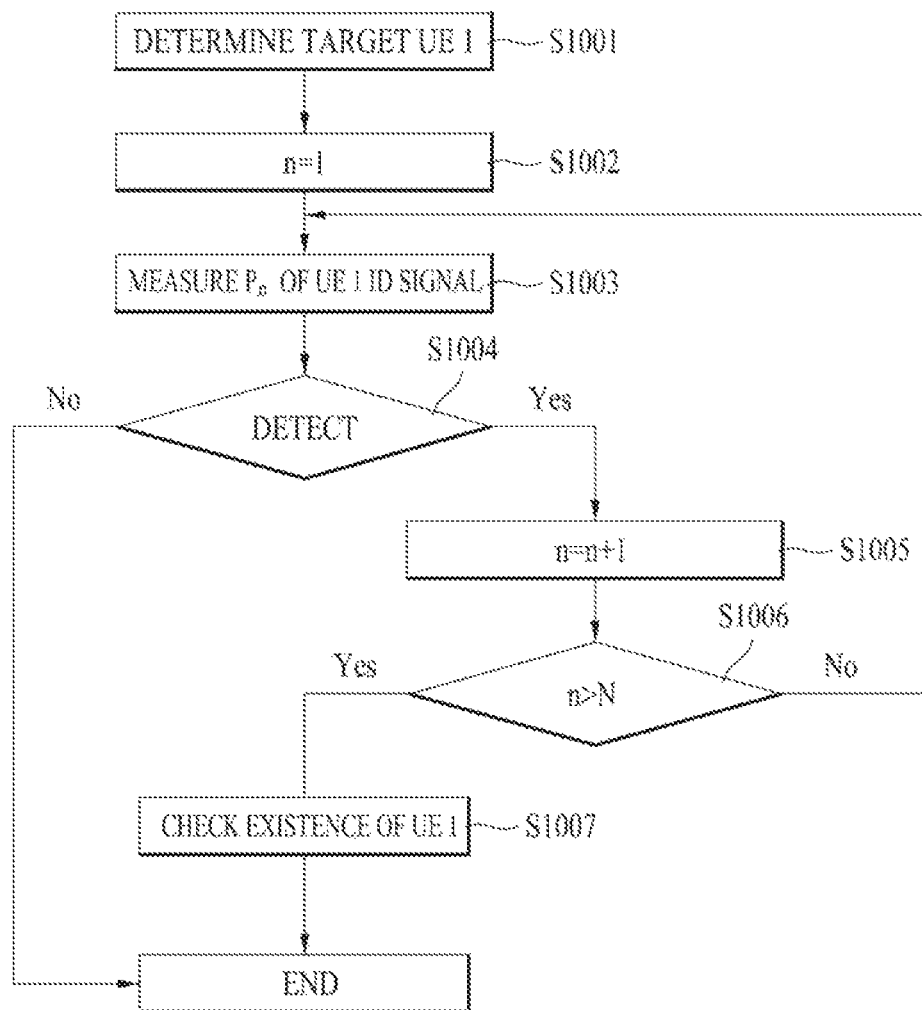 DETERMINE TARGET UE 1 S1001
n=1 S1002
MEASURE Pn OF UE 1 ID SIGNAL S1003
S1004
No DETECT Yes
n=n+1 S1005
S1006
Yes n>N No
CHECK EXISTENCE OF UE 1 S1007
END